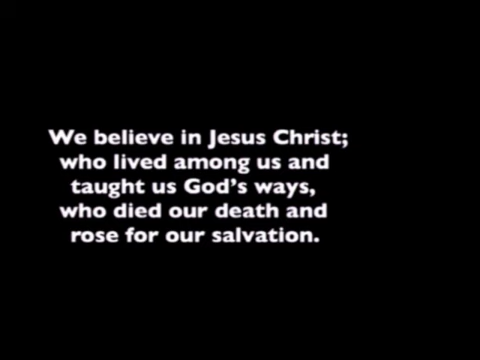 We believe in Jesus Christ;
who lived among us and
taught us God's ways,
who died our death and
rose for our salvation.